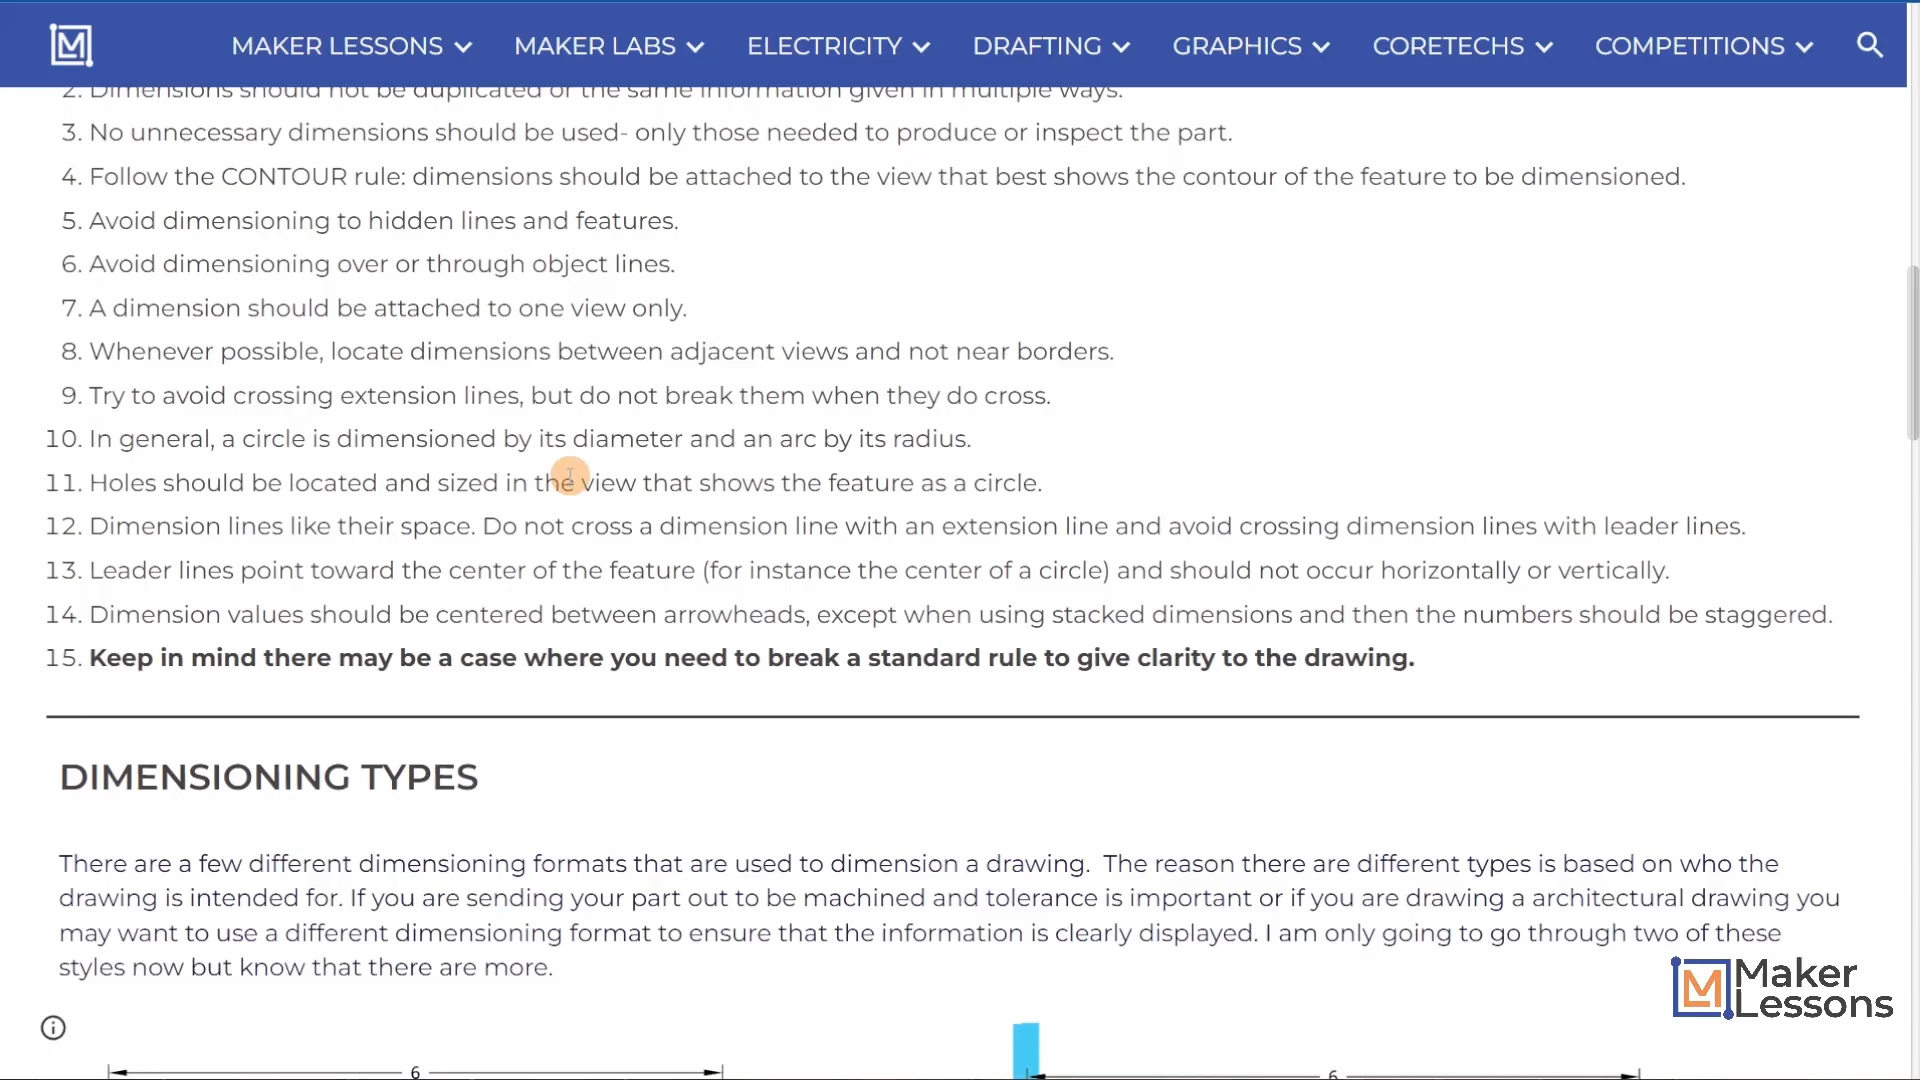 MAKER LESSONS MAKER LABS ELECTRICITY DRAFTING GRAPHICS CORETECHS COMPETITIONS
2. Dimensions should not be duplicated or the same information given in multiple ways.
3. No unnecessary dimensions should be used- only those needed to produce or inspect the part.
4. Follow the CONTOUR rule: dimensions should be attached to the view that best shows the contour of the feature to be dimensioned.
5. Avoid dimensioning to hidden lines and features.
6. Avoid dimensioning over or through object lines.
7. A dimension should be attached to one view only.
8. Whenever possible, locate dimensions between adjacent views and not near borders.
9. Try to avoid crossing extension lines, but do not break them when they do cross.
10. In general, a circle is dimensioned by its diameter and an arc by its radius.
11. Holes should be located and sized in the view that shows the feature as a circle.
12. Dimension lines like their space. Do not cross a dimension line with an extension line and avoid crossing dimension lines with leader lines.
13. Leader lines point toward the center of the feature (for instance the center of a circle) and should not occur horizontally or vertically.
14. Dimension values should be centered between arrowheads, except when using stacked dimensions and then the numbers should be staggered.
15. Keep in mind there may be a case where you need to break a standard rule to give clarity to the drawing.
DIMENSIONING TYPES
There are a few different dimensioning formats that are used to dimension a drawing. The reason there are different types is based on who the
drawing is intended for. If you are sending your part out to be machined and tolerance is important or if you are drawing a architectural drawing you
may want to use a different dimensioning format to ensure that the information is clearly displayed. I am only going to go through two of these
styles now but know that there are more.
M Maker
Lessons
6 6